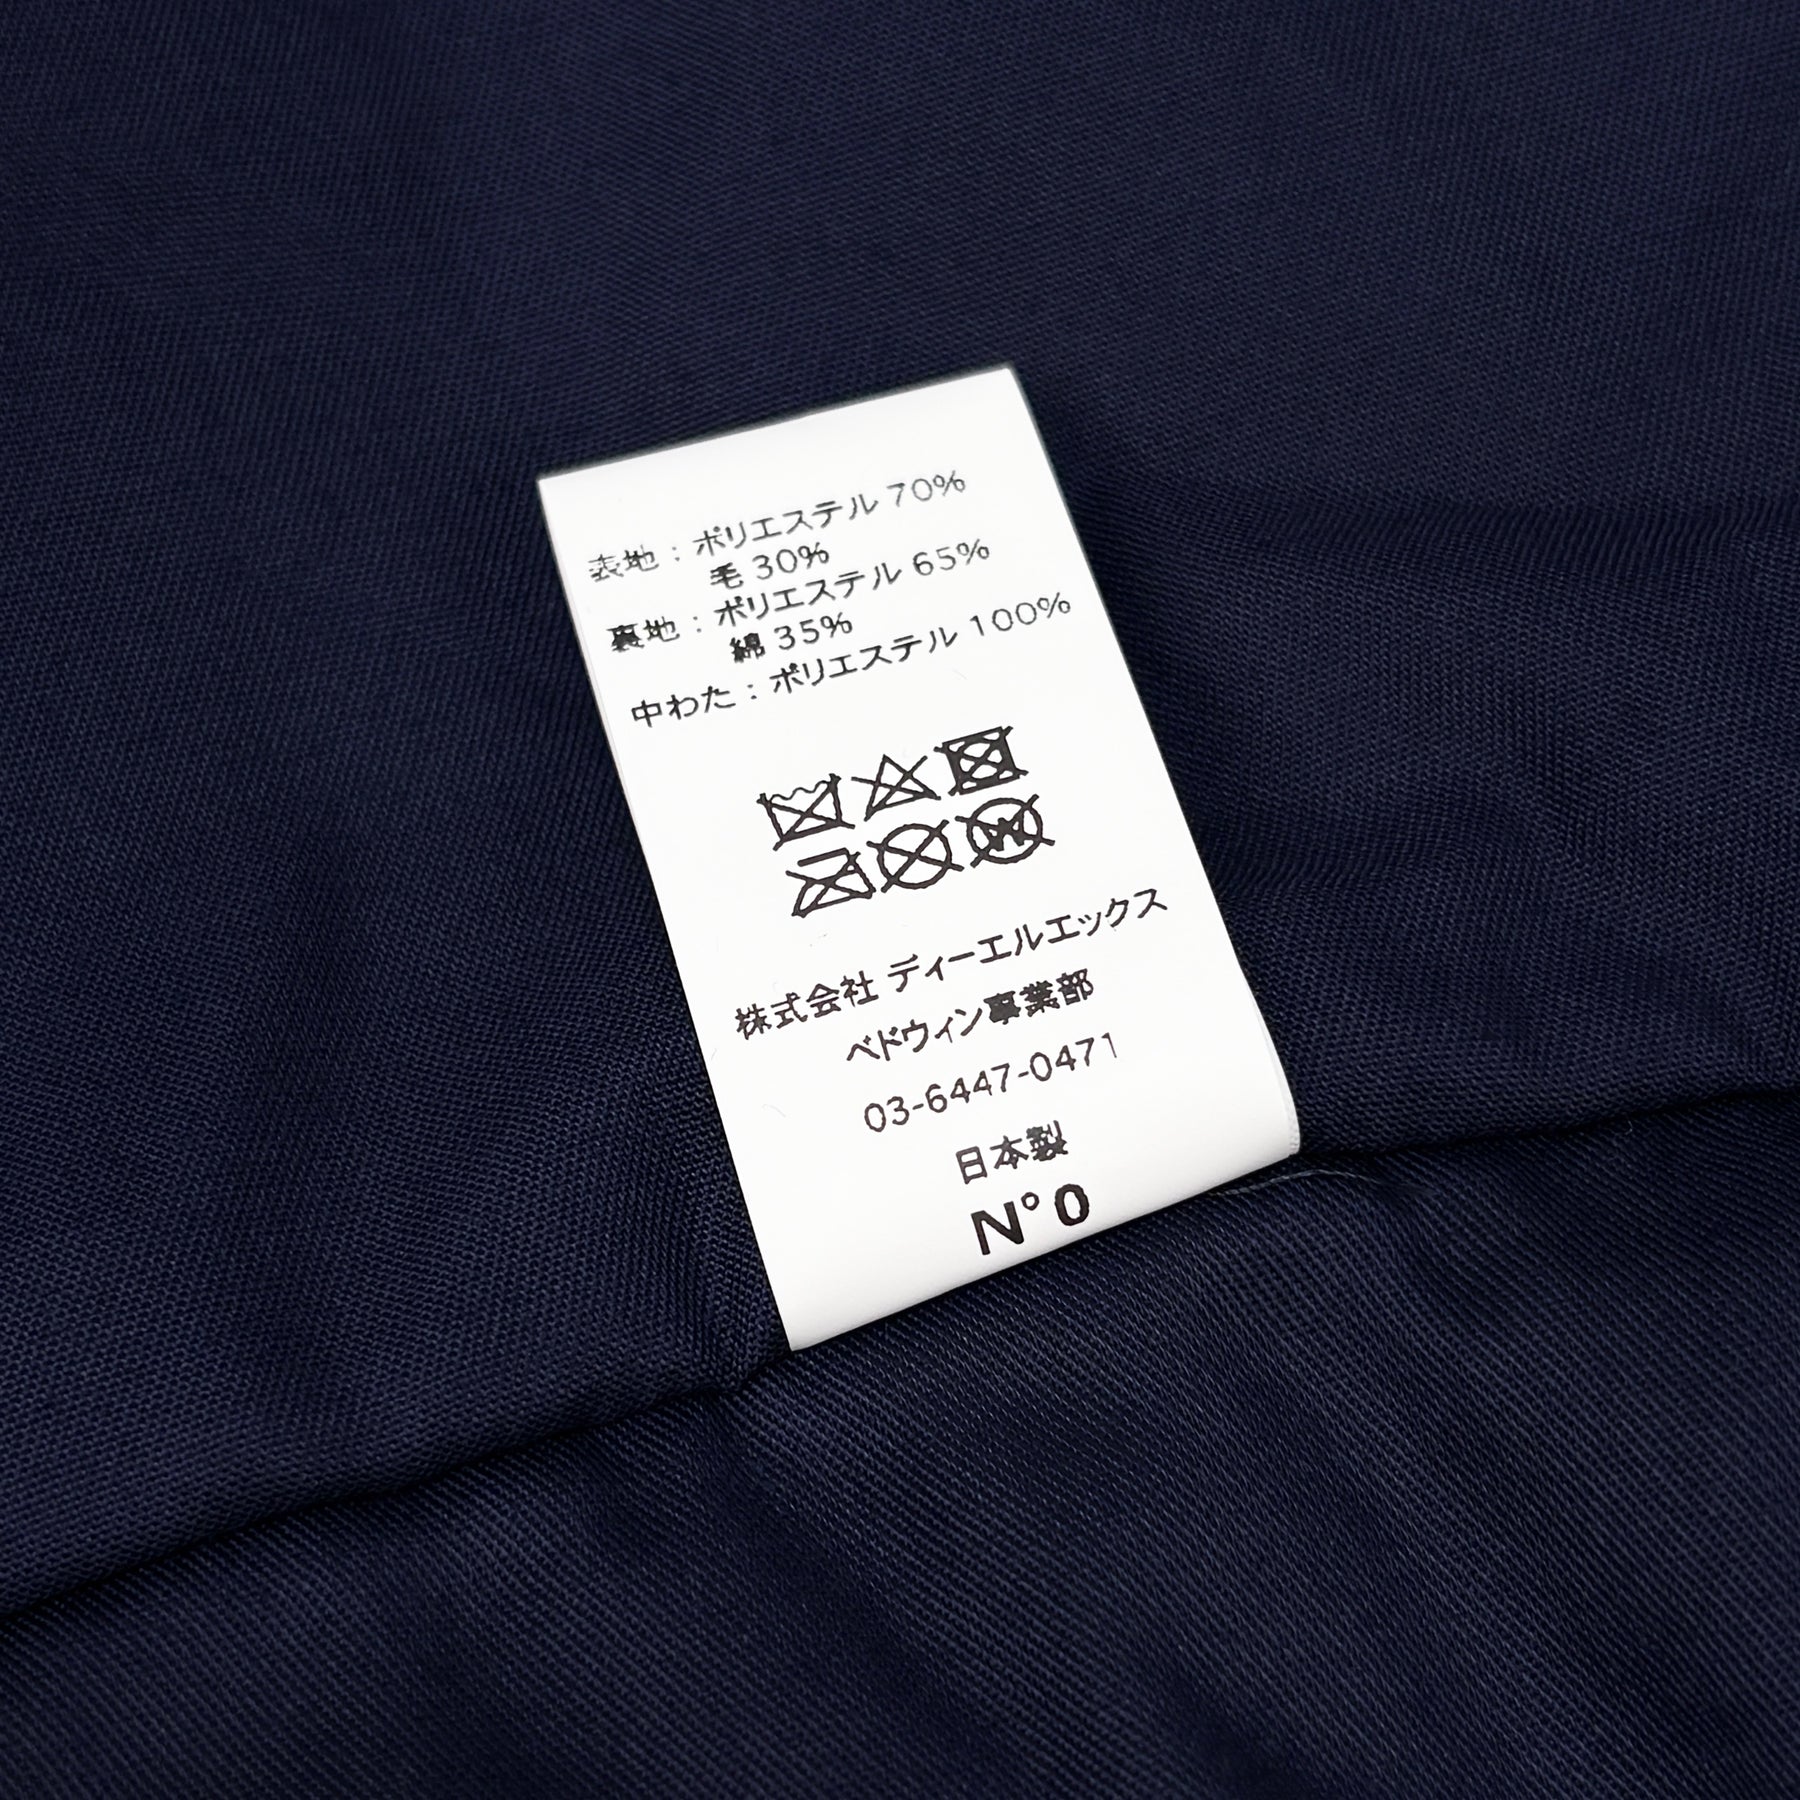 表地：ポリエステル 70%
毛 30%
裏地：ポリエステル 65%
綿 35%
中わた：ポリエステル 100%
株式会社 ディーエルエックス
ベドウィン事業部
03-6447-0471
日本製
N°0